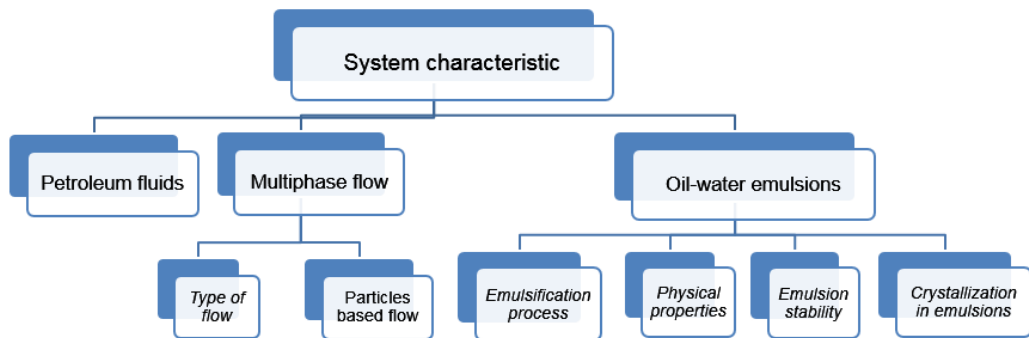 System characteristic
Petroleum fluids
Multiphase flow
Oil-water emulsions
Type of
flow
Particles
based flow
Emulsification
process
Physical
properties
Emulsion
stability
Crystallization
in emulsions